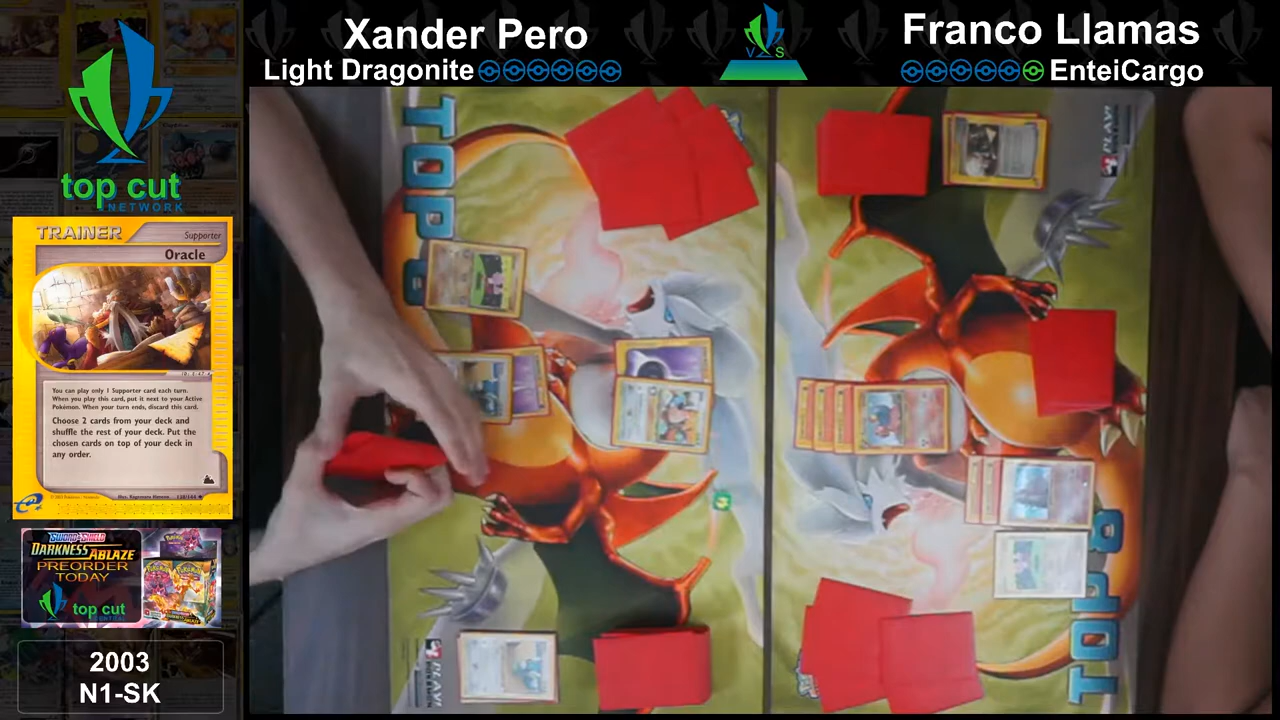 Xander Pero
Light Dragonite
V S
Franco Llamas
EnteiCargo
top cut
NETWORK
TRAINER
Supporter
Oracle
You can play only 1 Supporter card each turn.
When you play this card, put it next to your Active
Pokémon. When your turn ends, discard this card.
Choose 2 cards from your deck and
shuffle the rest of your deck. Put the
chosen cards on top of your deck in
any order.
SWORD & SHIELD
DARKNESS ABLAZE
PREORDER
TODAY
top cut
2003
N1-SK
TOP 8
TOP 8
PLAY!
PLAY!